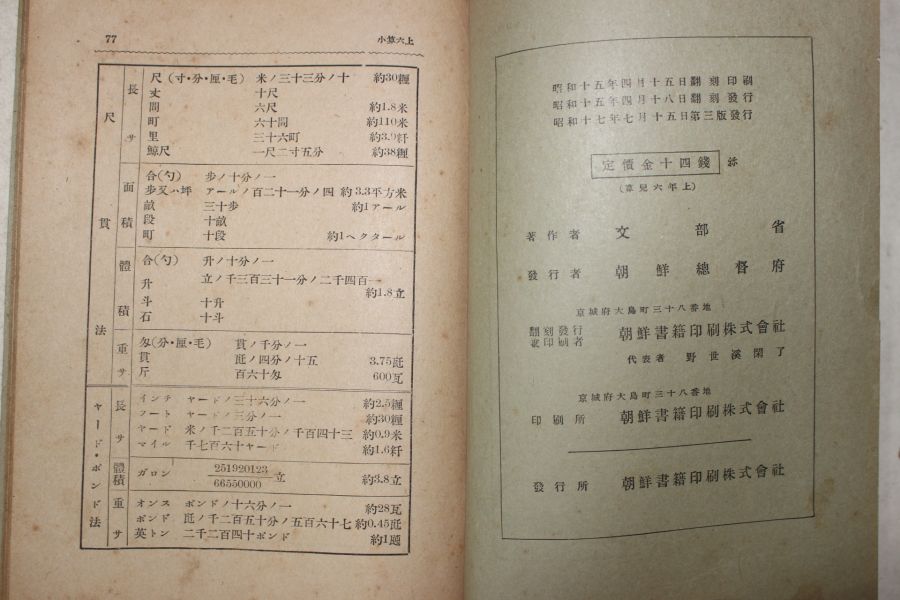 77
小算六上
尺貫法
長サ
尺(寸・分・厘・毛) 米ノ三十三分ノ十 約30糎
丈 十尺
間 六尺 約1.8米
町 六十間 約110米
里 三十六町 約3.9粁
鯨尺 一尺二寸五分 約38糎
面積
合(勺) 歩ノ十分ノ一
歩又ハ坪 アールノ百二十一分ノ四 約3.3平方米
畝 三十歩 約1アール
段 十畝
町 十段 約1ヘクタール
體積
合(勺) 升ノ十分ノ一
升 立ノ千三百三十一分ノ二千四百一 約1.8立
斗 十升
石 十斗
重サ
匁(分・厘・毛) 貫ノ千分ノ一
貫 瓩ノ四分ノ十五 3.75瓩
斤 百六十匁 600瓦
ヤード・ポンド法
長サ
インチ ヤードノ三十六分ノ一 約2.5糎
フート ヤードノ三分ノ一 約30糎
ヤード 米ノ千二百五十分ノ千百四十三 約0.9米
マイル 千七百六十ヤード 約1.6粁
體積
ガロン 251920123/66550000立 約3.8立
重サ
オンス ポンドノ十六分ノ一 約28瓦
ポンド 瓩ノ千二百五十分ノ五百六十七 約0.45瓩
英トン 二千二百四十ポンド 約1瓲
昭和十五年四月十五日翻刻印刷
昭和十五年四月十八日翻刻發行
昭和十七年七月十五日第三版發行
定價金十四錢
(算兒六年上)
著作者 文部省
發行者 朝鮮總督府
京城府大島町三十八番地
翻刻發行兼印刷者 朝鮮書籍印刷株式會社
代表者 野世溪閑了
京城府大島町三十八番地
印刷所 朝鮮書籍印刷株式會社
發行所 朝鮮書籍印刷株式會社